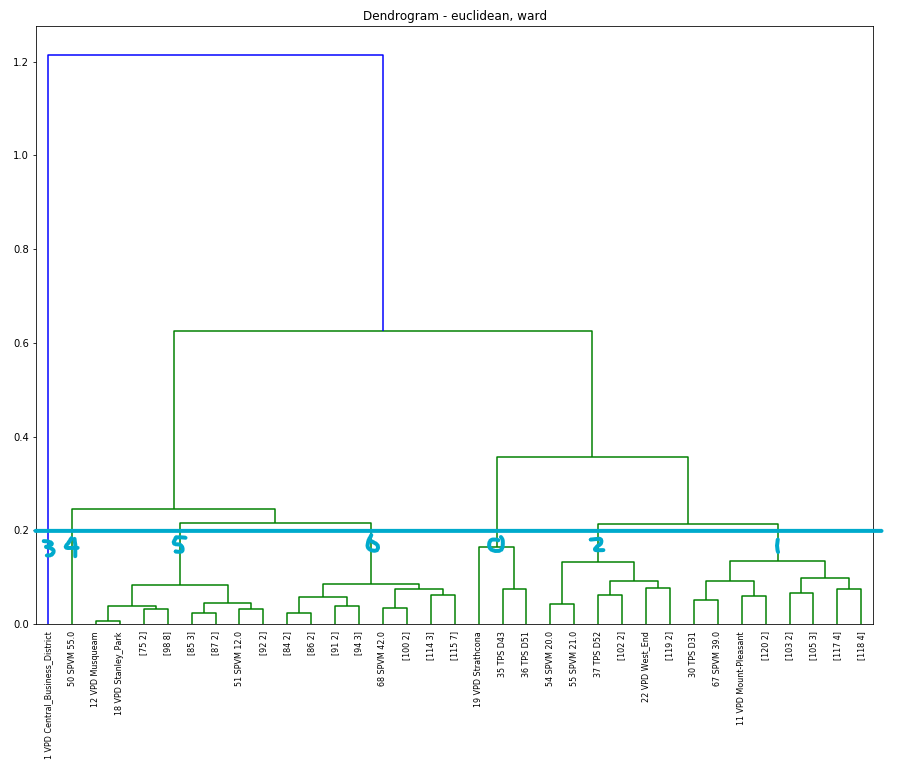 Dendrogram - euclidean, ward
1.2
1.0
0.8
0.6
0.4
0.2
0.0
3 4 5 6 0 2 1
1 VPD Central_Business_District
50 SPVM 55.0
12 VPD Musqueam
18 VPD Stanley_Park
[75 2]
[98 8]
[85 3]
[87 2]
51 SPVM 12.0
[92 2]
[84 2]
[86 2]
[91 2]
[94 3]
68 SPVM 42.0
[100 2]
[114 3]
[115 7]
19 VPD Strathcona
35 TPS D43
36 TPS D51
54 SPVM 20.0
55 SPVM 21.0
37 TPS D52
[102 2]
22 VPD West_End
[119 2]
30 TPS D31
67 SPVM 39.0
11 VPD Mount-Pleasant
[120 2]
[103 2]
[105 3]
[117 4]
[118 4]